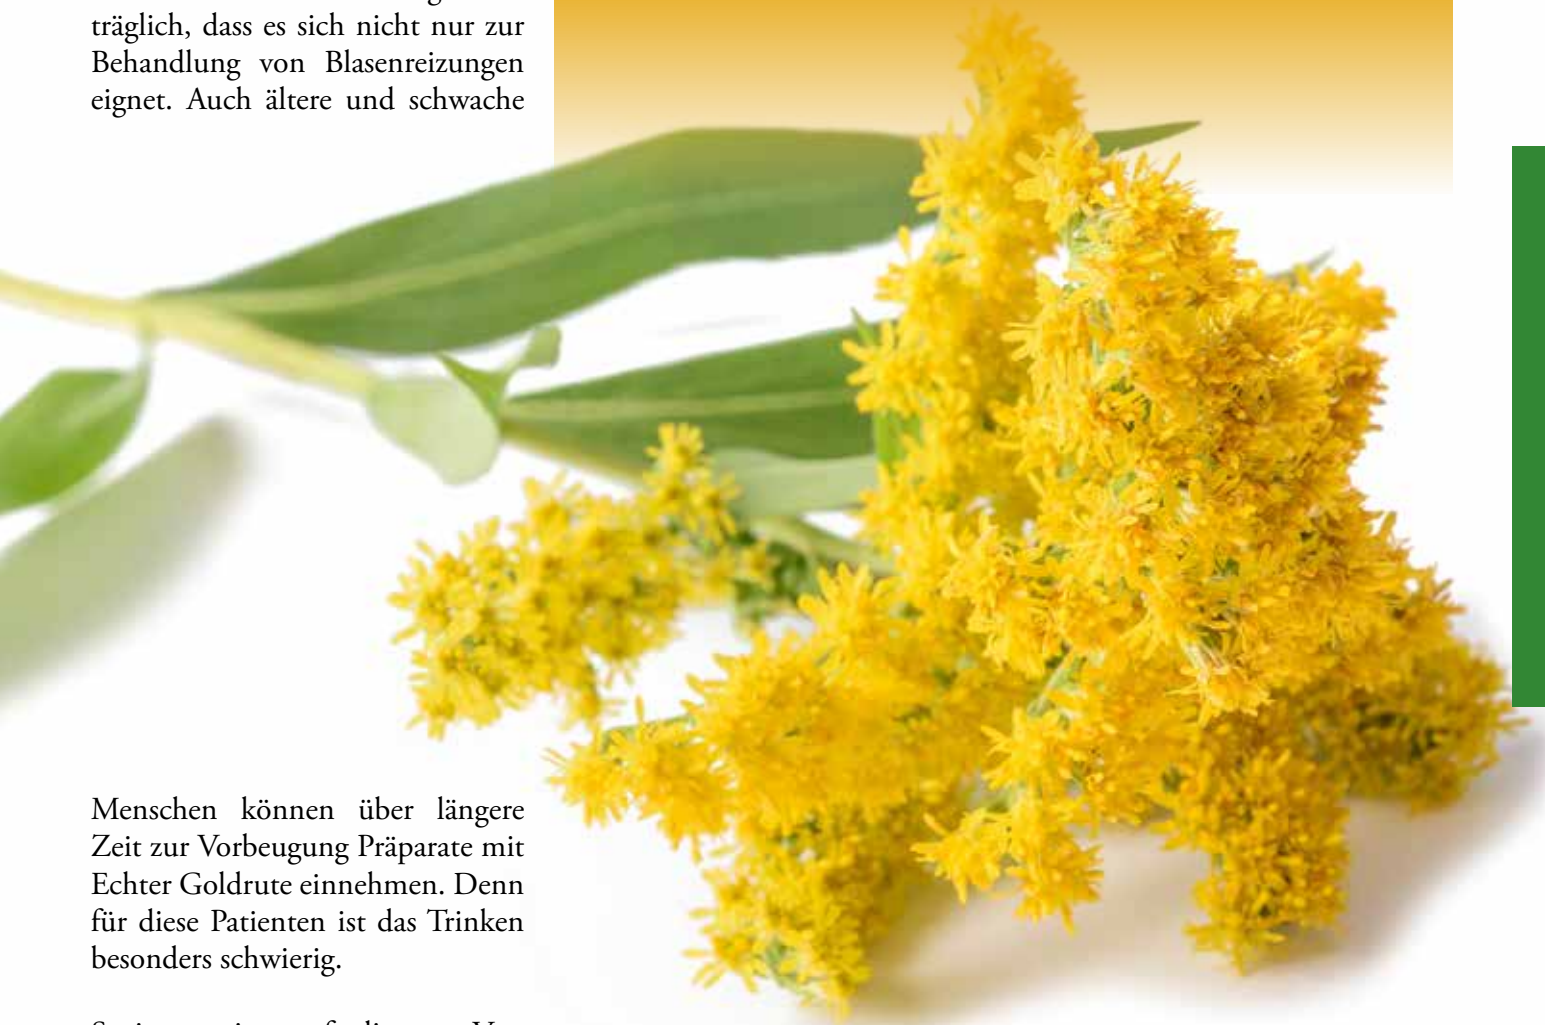 träglich, dass es sich nicht nur zur
Behandlung von Blasenreizungen
eignet. Auch ältere und schwache
Menschen können über längere
Zeit zur Vorbeugung Präparate mit
Echter Goldrute einnehmen. Denn
für diese Patienten ist das Trinken
besonders schwierig.